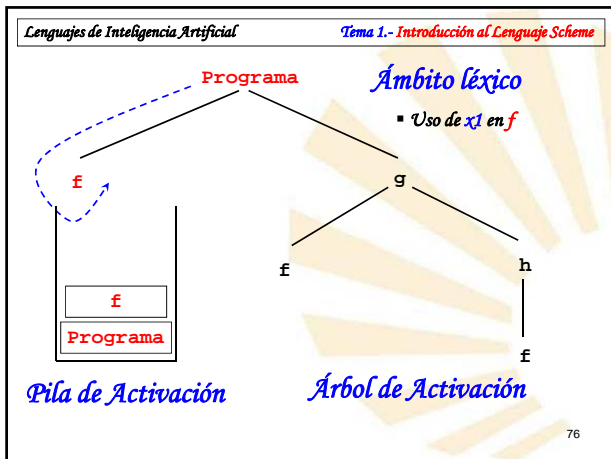 Lenguajes de Inteligencia Artificial Tema 1.- Introducción al Lenguaje Scheme
Programa
Ámbito léxico
▪ Uso de x1 en f
f
g
f
h
f
Programa
f
Pila de Activación
Árbol de Activación
76